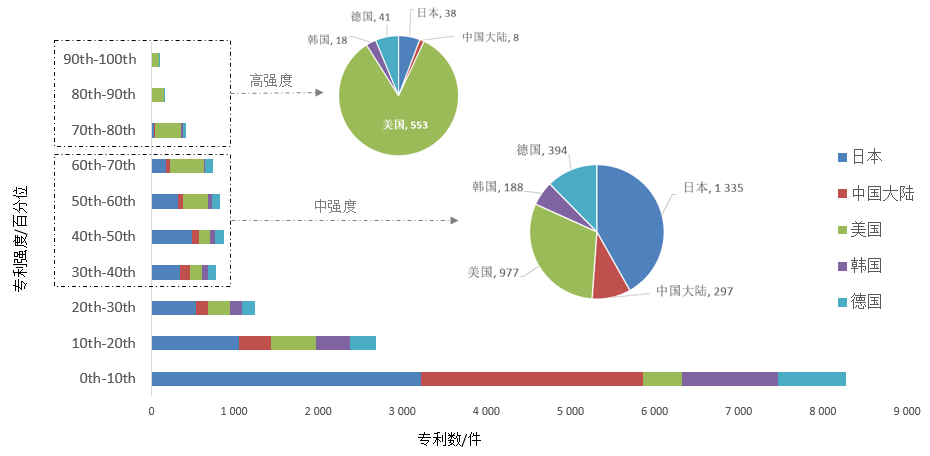 德国, 41
日本, 38
韩国, 18
中国大陆, 8
美国, 553
高强度
90th-100th
80th-90th
70th-80th
60th-70th
50th-60th
40th-50th
30th-40th
20th-30th
10th-20th
0th-10th
专利强度/百分位
中强度
德国, 394
韩国, 188
日本, 1 335
美国, 977
中国大陆, 297
日本
中国大陆
美国
韩国
德国
0 1 000 2 000 3 000 4 000 5 000 6 000 7 000 8 000 9 000
专利数/件